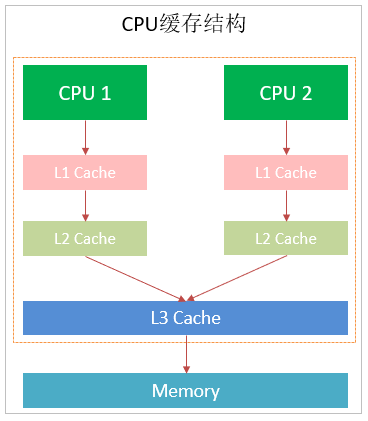 CPU缓存结构
CPU 1 CPU 2
L1 Cache L1 Cache
L2 Cache L2 Cache
L3 Cache
Memory